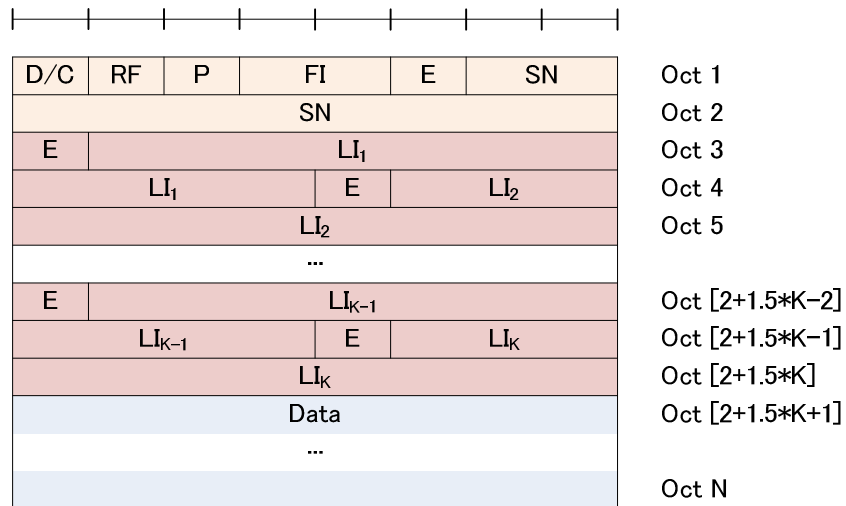 D/C RF P FI E SN Oct 1
SN Oct 2
E LI₁ Oct 3
LI₁ E LI₂ Oct 4
LI₂ Oct 5
...
E LIK−1 Oct [2+1.5*K−2]
LIK−1 E LIK Oct [2+1.5*K−1]
LIK Oct [2+1.5*K]
Data Oct [2+1.5*K+1]
...
Oct N